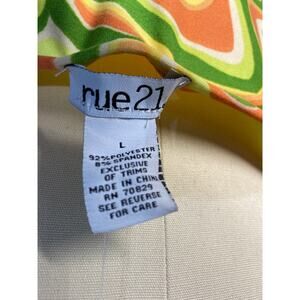 rue21
L
92% POLYESTER
8% SPANDEX
EXCLUSIVE
OF TRIMS
MADE IN CHINA
RN 70829
SEE REVERSE
FOR CARE